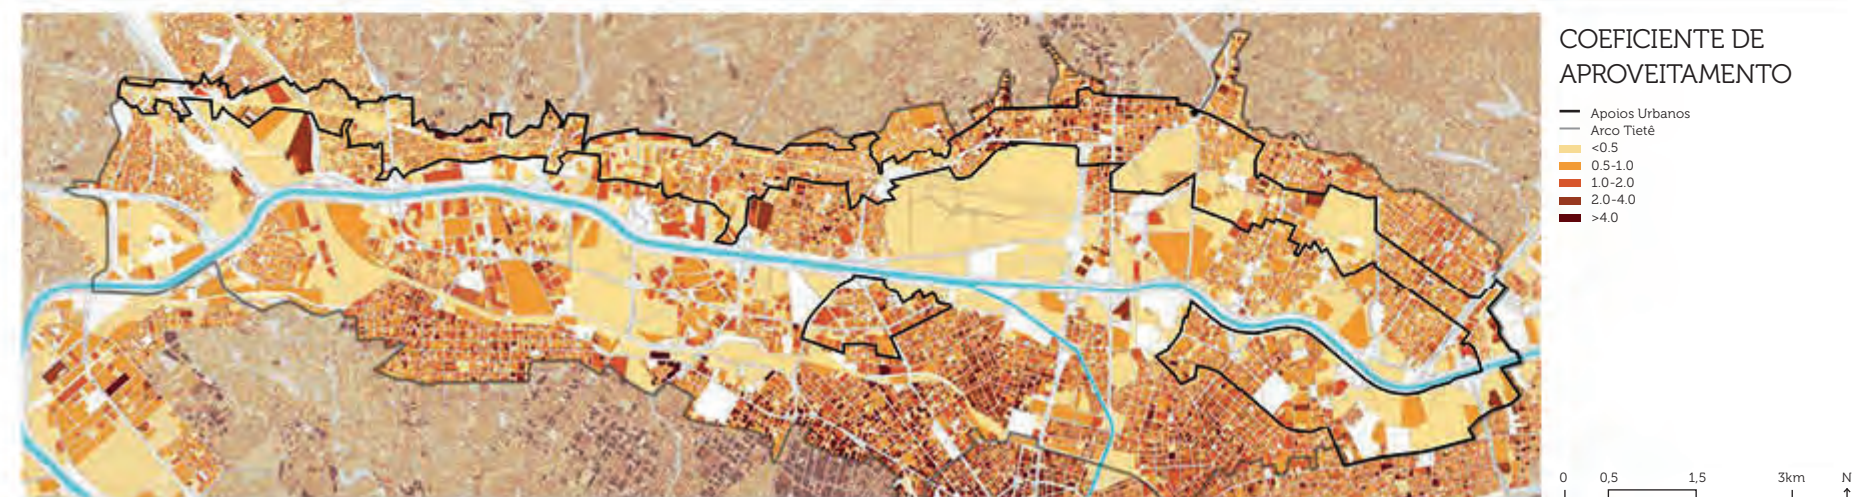 COEFICIENTE DE
APROVEITAMENTO
Apoios Urbanos
Arco Tietê
<0.5
0.5-1.0
1.0-2.0
2.0-4.0
>4.0
0 0,5 1,5 3km N